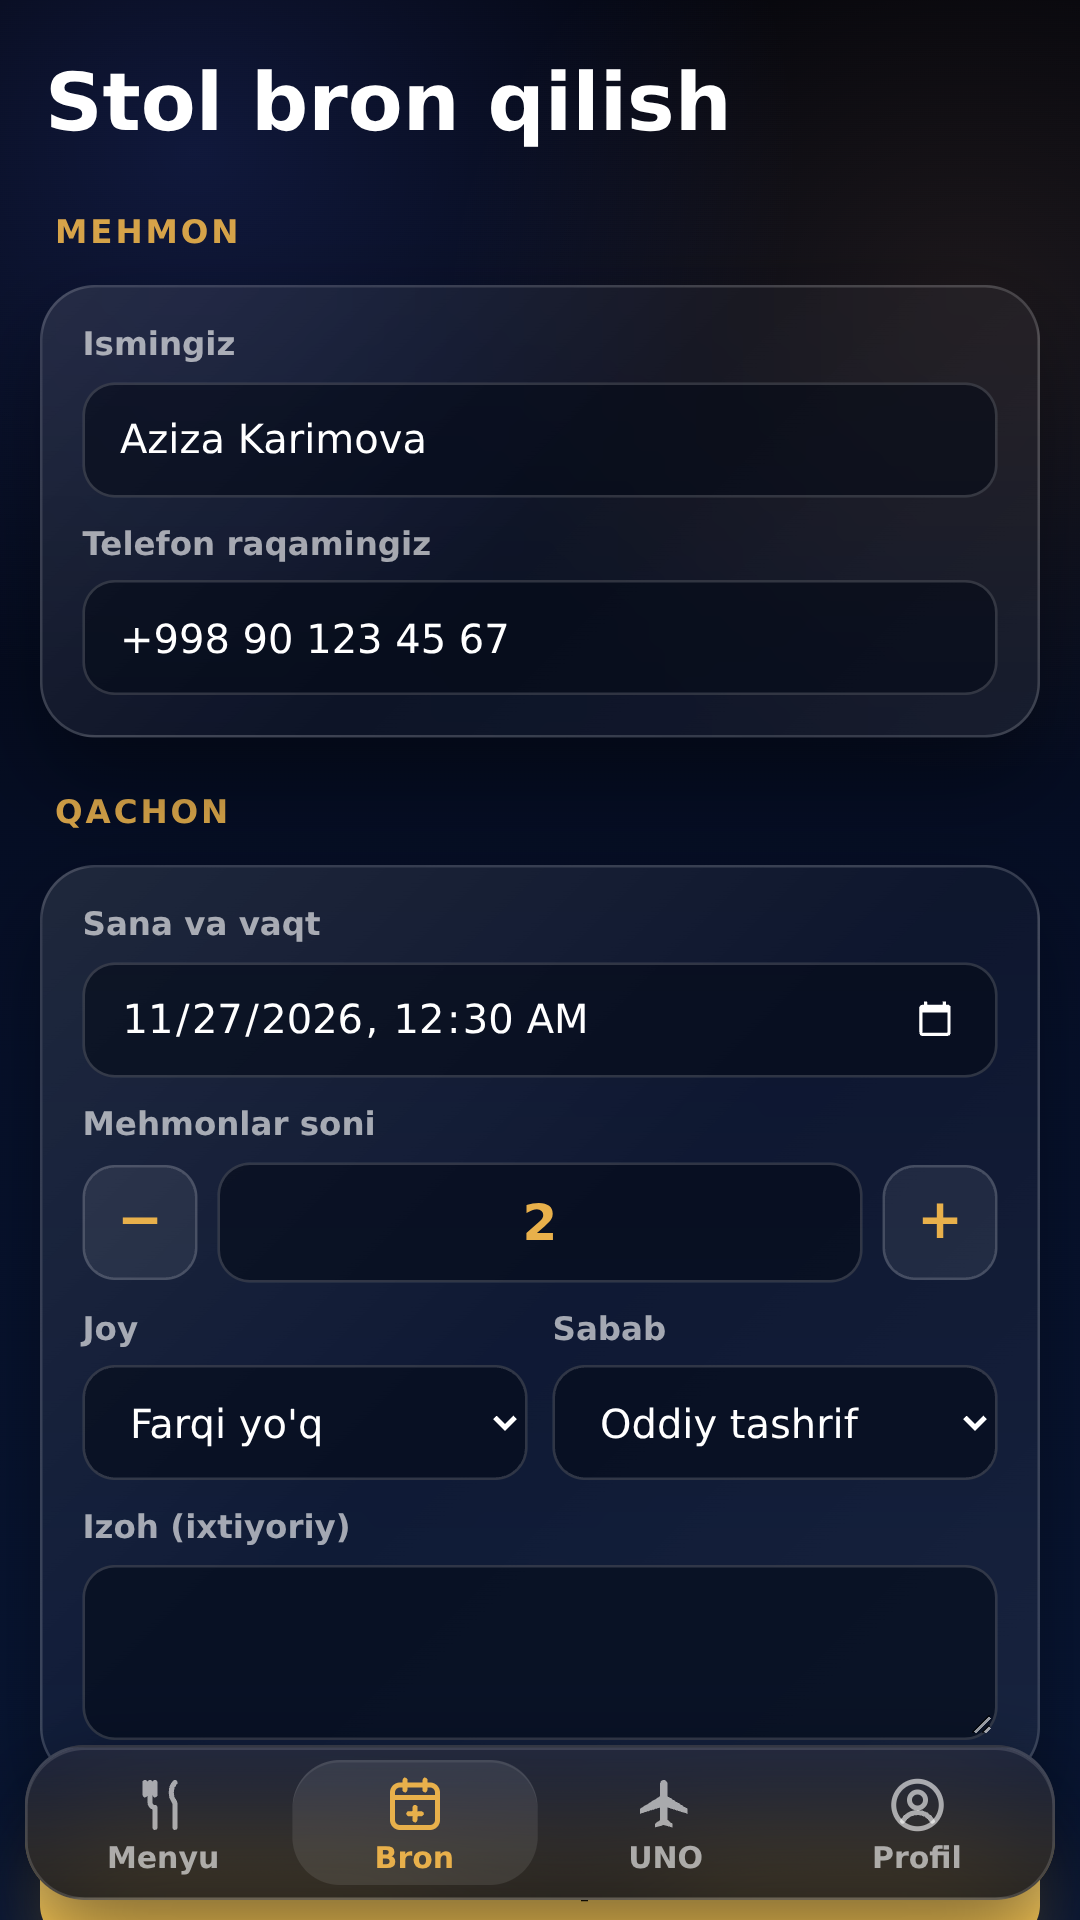 Stol bron qilish
MEHMON
Ismingiz
Aziza Karimova
Telefon raqamingiz
+998 90 123 45 67
QACHON
Sana va vaqt
11/27/2026, 12:30 AM
Mehmonlar soni
− 2 +
Joy Sabab
Farqi yo'q Oddiy tashrif
Izoh (ixtiyoriy)
Menyu Bron UNO Profil